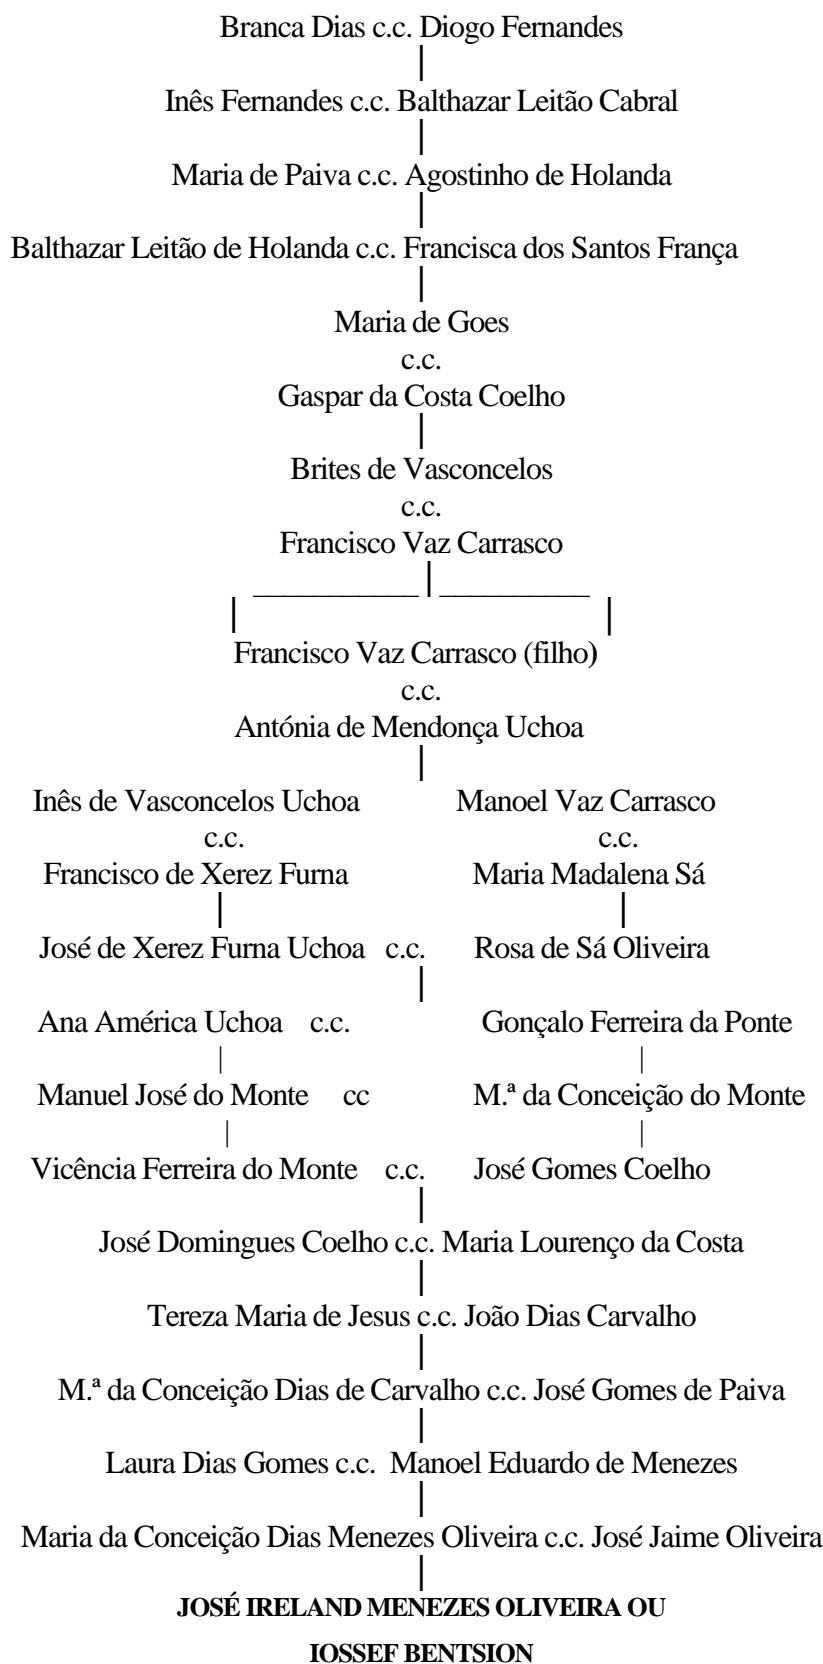 Branca Dias c.c. Diogo Fernandes
Inês Fernandes c.c. Balthazar Leitão Cabral
Maria de Paiva c.c. Agostinho de Holanda
Balthazar Leitão de Holanda c.c. Francisca dos Santos França
Maria de Goes
c.c.
Gaspar da Costa Coelho
Brites de Vasconcelos
c.c.
Francisco Vaz Carrasco
Francisco Vaz Carrasco (filho)
c.c.
Antónia de Mendonça Uchoa
Inês de Vasconcelos Uchoa Manoel Vaz Carrasco
c.c. c.c.
Francisco de Xerez Furna Maria Madalena Sá
José de Xerez Furna Uchoa c.c. Rosa de Sá Oliveira
Ana América Uchoa c.c. Gonçalo Ferreira da Ponte
Manuel José do Monte cc M.ª da Conceição do Monte
Vicência Ferreira do Monte c.c. José Gomes Coelho
José Domingues Coelho c.c. Maria Lourenço da Costa
Tereza Maria de Jesus c.c. João Dias Carvalho
M.ª da Conceição Dias de Carvalho c.c. José Gomes de Paiva
Laura Dias Gomes c.c. Manoel Eduardo de Menezes
Maria da Conceição Dias Menezes Oliveira c.c. José Jaime Oliveira
JOSÉ IRELAND MENEZES OLIVEIRA OU
IOSSEF BENTSION